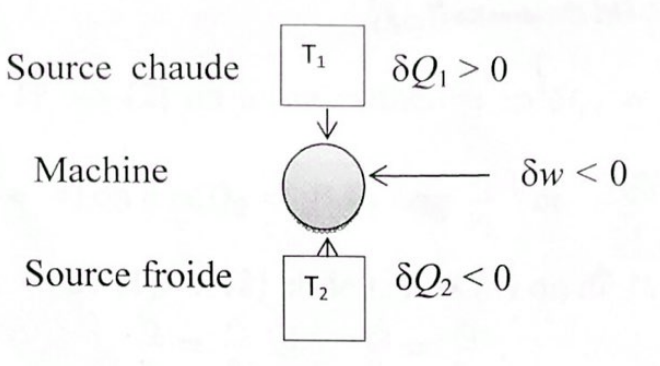 Source chaude T₁ δQ₁ > 0
Machine δw < 0
Source froide T₂ δQ₂ < 0